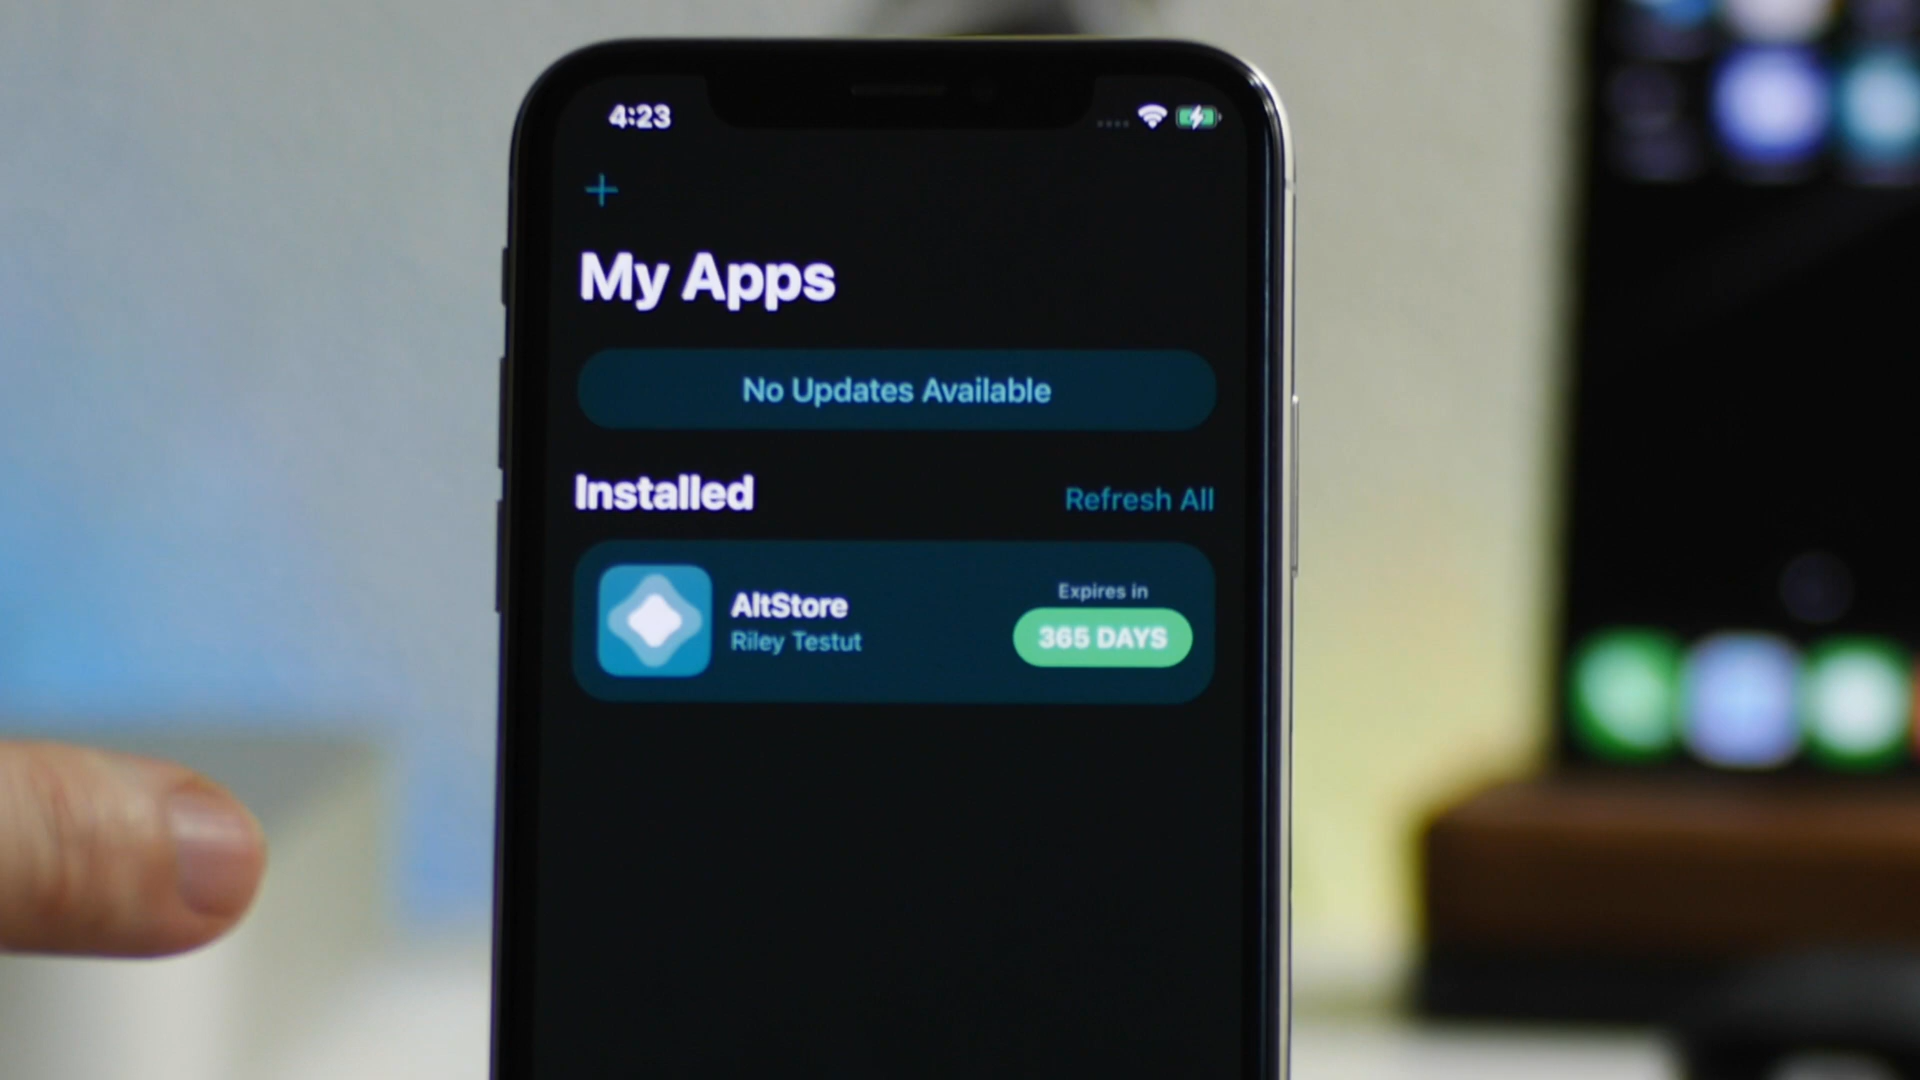 4:23
+
My Apps
No Updates Available
Installed
Refresh All
AltStore
Riley Testut
Expires in
365 DAYS